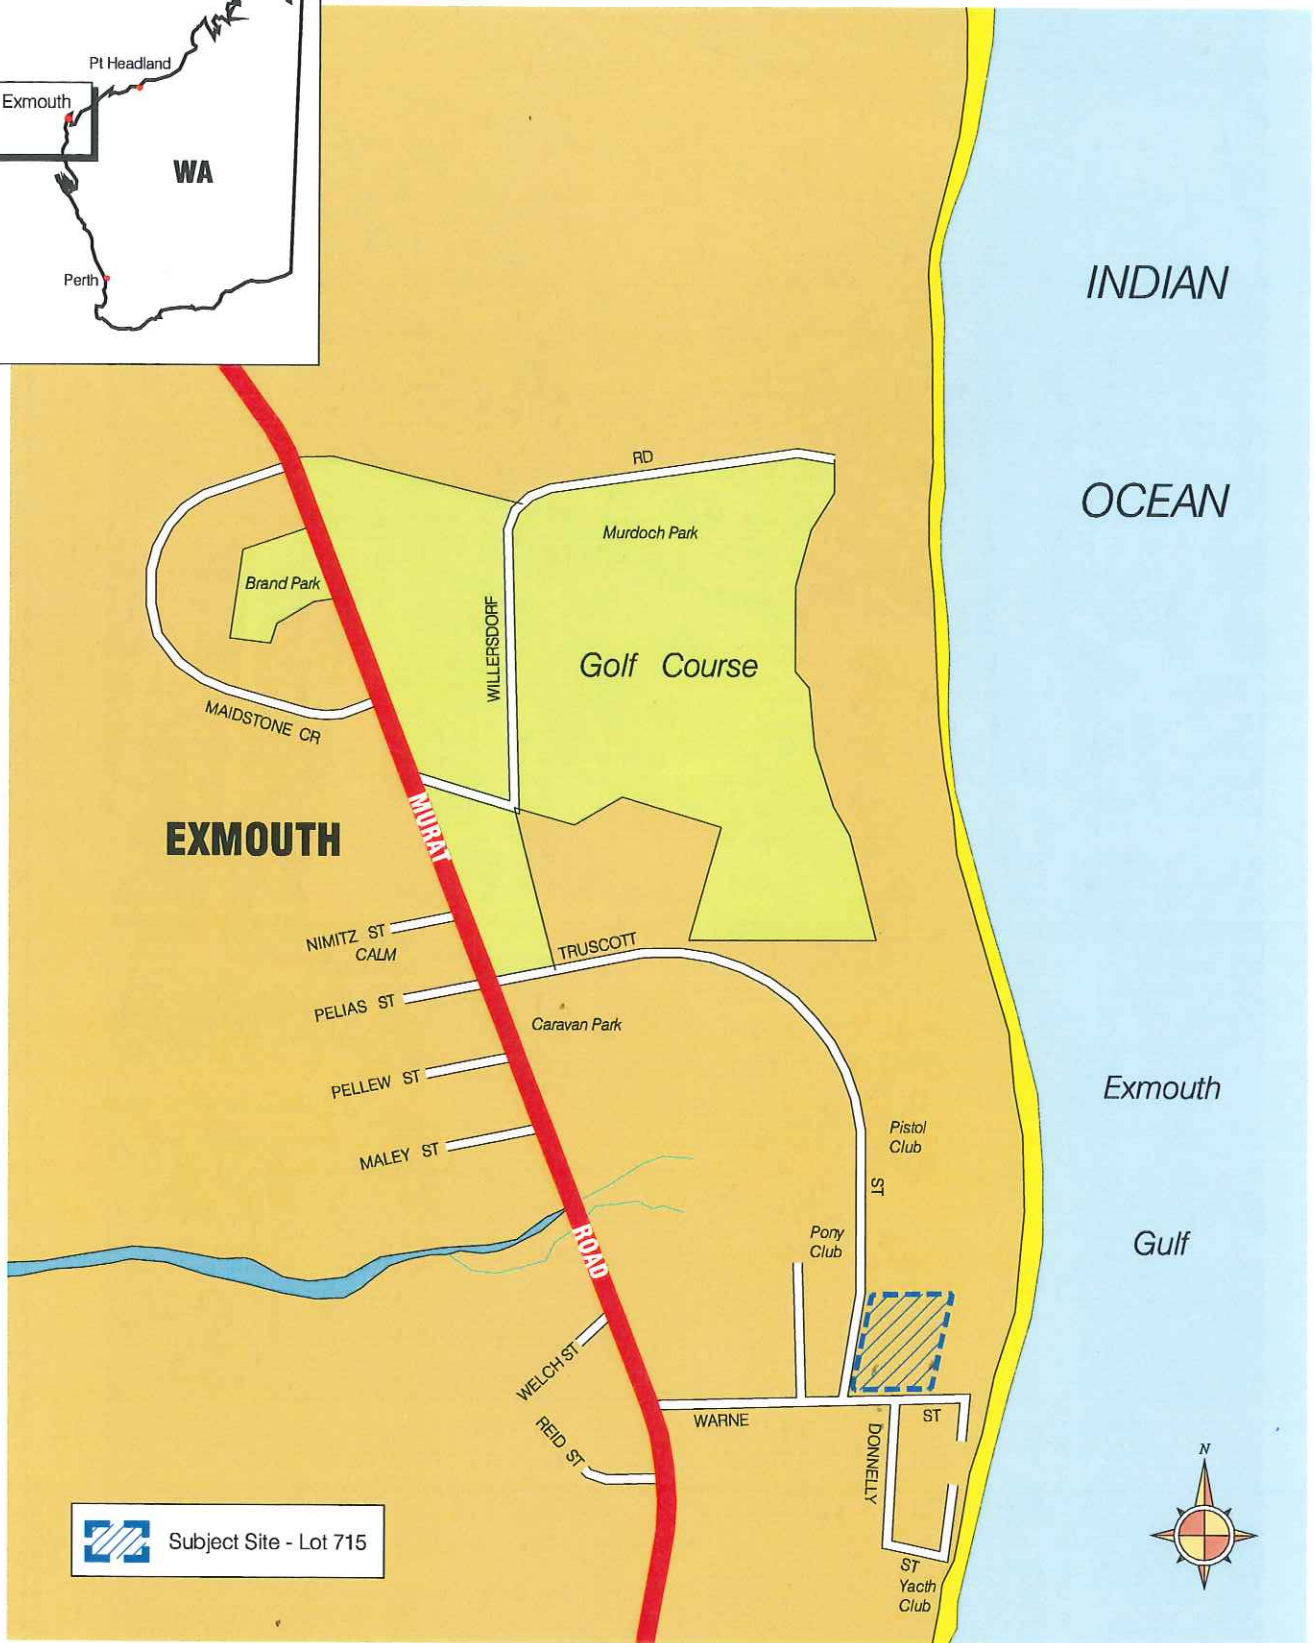 Pt Headland
Exmouth
WA
Perth
INDIAN
OCEAN
RD
Murdoch Park
Brand Park
WILLERSDORF
Golf Course
MAIDSTONE CR
MURAT
EXMOUTH
NIMITZ ST
CALM
TRUSCOTT
PELIAS ST
Caravan Park
PELLEW ST
Exmouth
Pistol
Club
MALEY ST
ST
Pony
Club
Gulf
ROAD
WELCH ST
WARNE
ST
REID ST
DONNELLY
N
Subject Site - Lot 715
ST
Yacth
Club